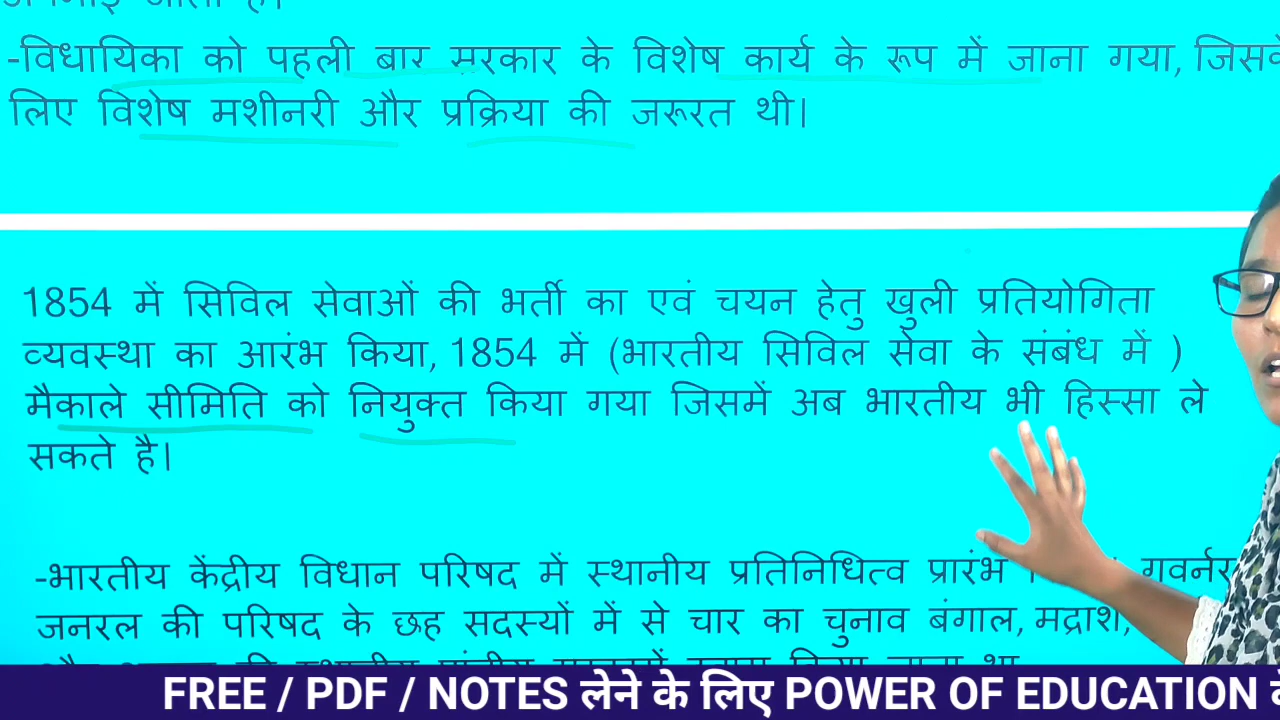 -विधायिका को पहली बार सरकार के विशेष कार्य के रूप में जाना गया, जिसके
लिए विशेष मशीनरी और प्रक्रिया की जरूरत थी।
1854 में सिविल सेवाओं की भर्ती का एवं चयन हेतु खुली प्रतियोगिता
व्यवस्था का आरंभ किया, 1854 में (भारतीय सिविल सेवा के संबंध में )
मैकाले सीमिति को नियुक्त किया गया जिसमें अब भारतीय भी हिस्सा ले
सकते है।
-भारतीय केंद्रीय विधान परिषद में स्थानीय प्रतिनिधित्व प्रारंभ गवर्नर
जनरल की परिषद के छह सदस्यों में से चार का चुनाव बंगाल, मद्राश,
FREE / PDF / NOTES लेने के लिए POWER OF EDUCATION